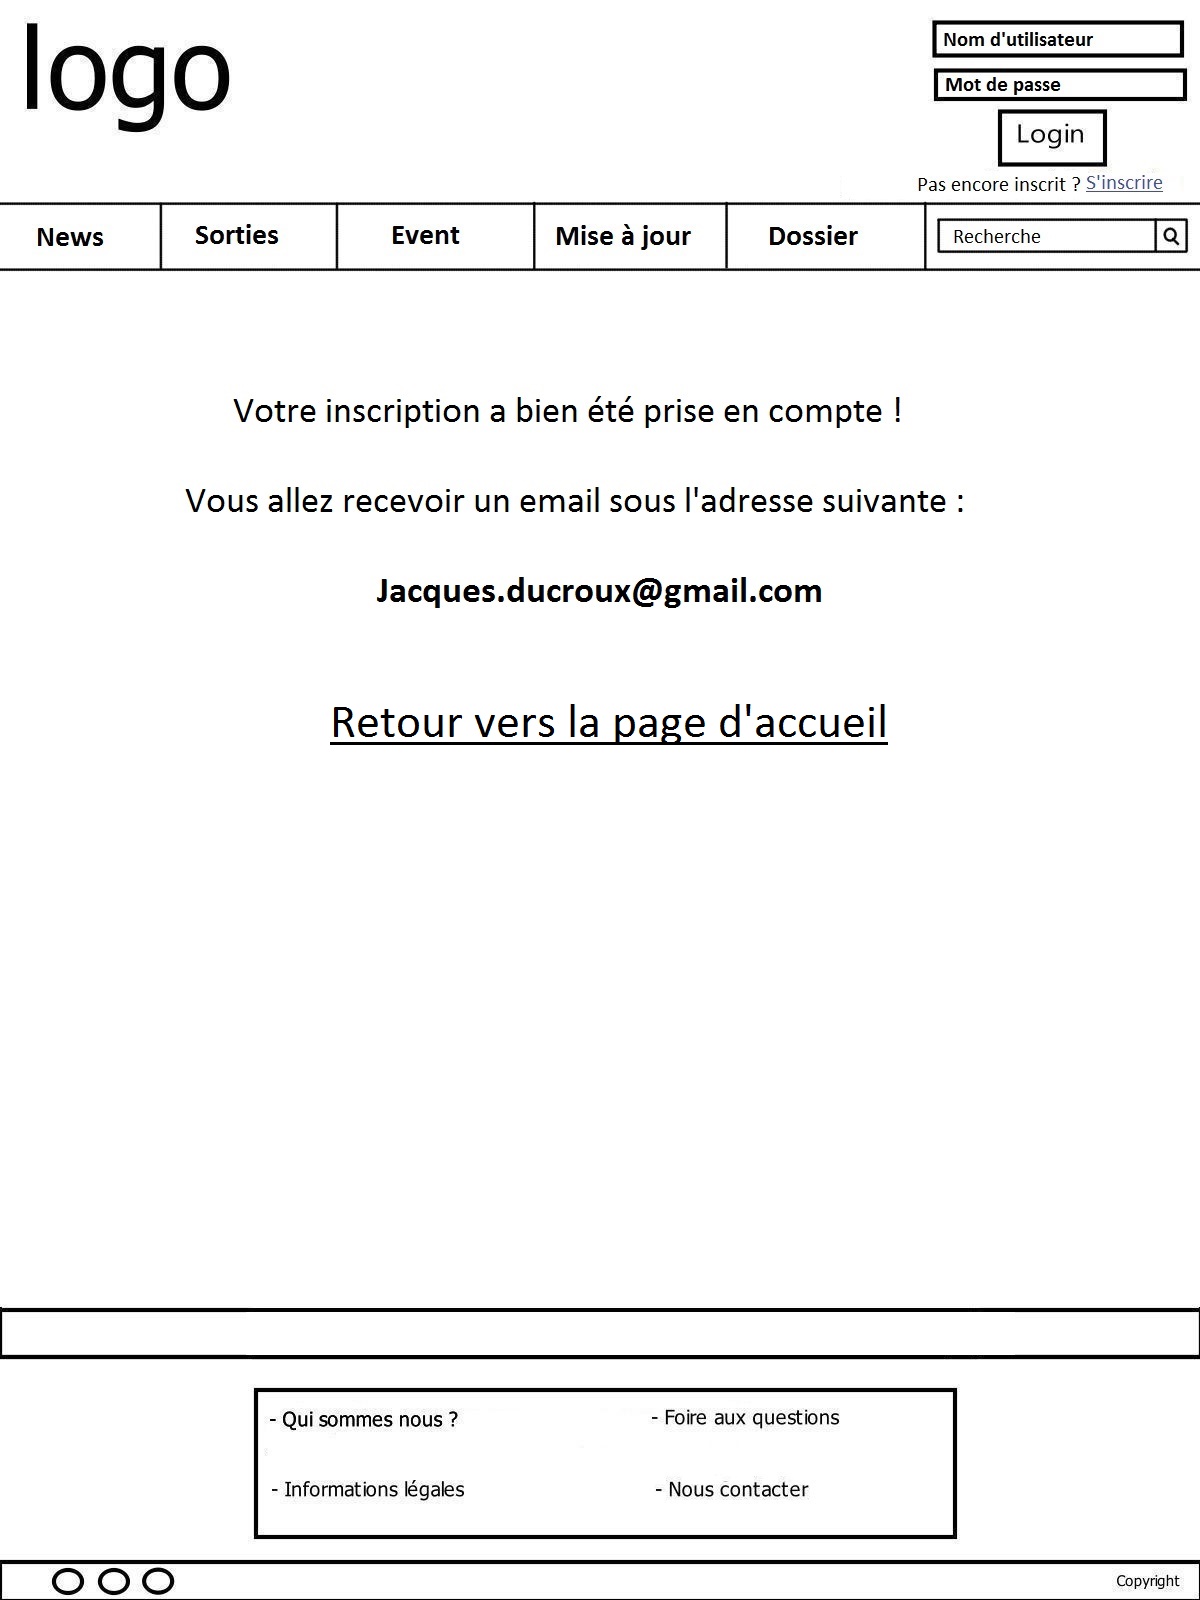 logo
Nom d'utilisateur
Mot de passe
Login
Pas encore inscrit ? S'inscrire
News Sorties Event Mise à jour Dossier Recherche
Votre inscription a bien été prise en compte !
Vous allez recevoir un email sous l'adresse suivante :
Jacques.ducroux@gmail.com
Retour vers la page d'accueil
- Qui sommes nous ? - Foire aux questions
- Informations légales - Nous contacter
Copyright